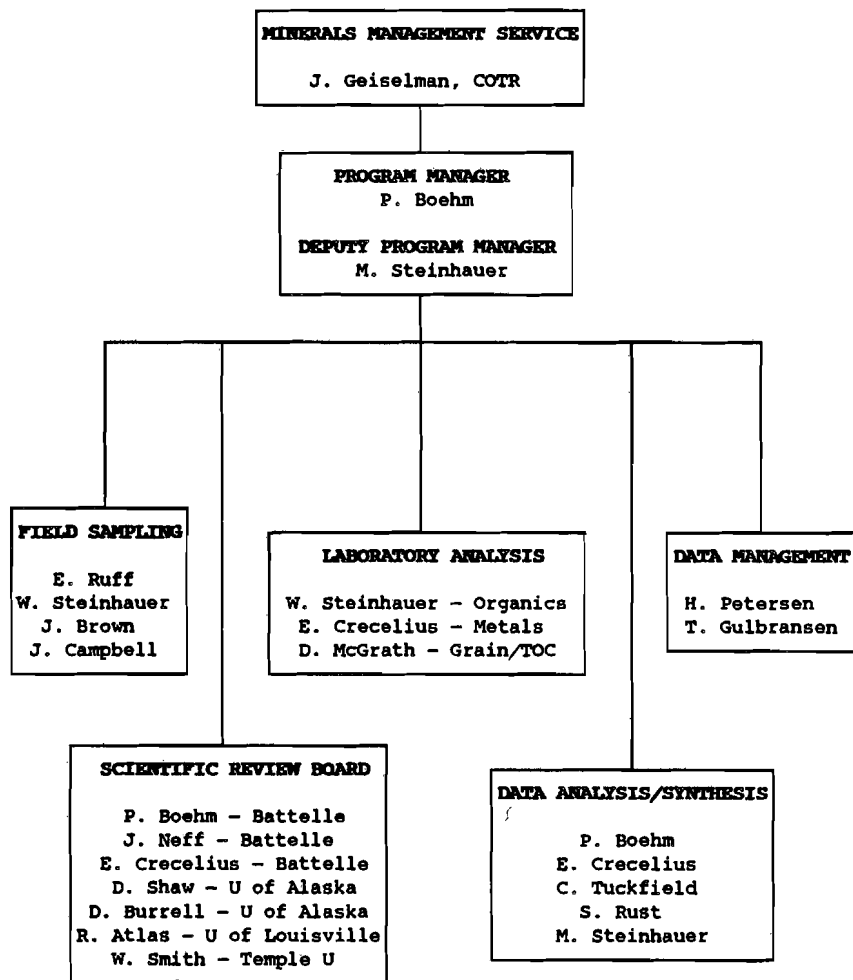 MINERALS MANAGEMENT SERVICE
J. Geiselman, COTR
PROGRAM MANAGER
P. Boehm
DEPUTY PROGRAM MANAGER
M. Steinhauer
FIELD SAMPLING
E. Ruff
W. Steinhauer
J. Brown
J. Campbell
LABORATORY ANALYSIS
W. Steinhauer - Organics
E. Crecelius - Metals
D. McGrath - Grain/TOC
DATA MANAGEMENT
H. Petersen
T. Gulbransen
SCIENTIFIC REVIEW BOARD
P. Boehm - Battelle
J. Neff - Battelle
E. Crecelius - Battelle
D. Shaw - U of Alaska
D. Burrell - U of Alaska
R. Atlas - U of Louisville
W. Smith - Temple U
DATA ANALYSIS/SYNTHESIS
P. Boehm
E. Crecelius
C. Tuckfield
S. Rust
M. Steinhauer